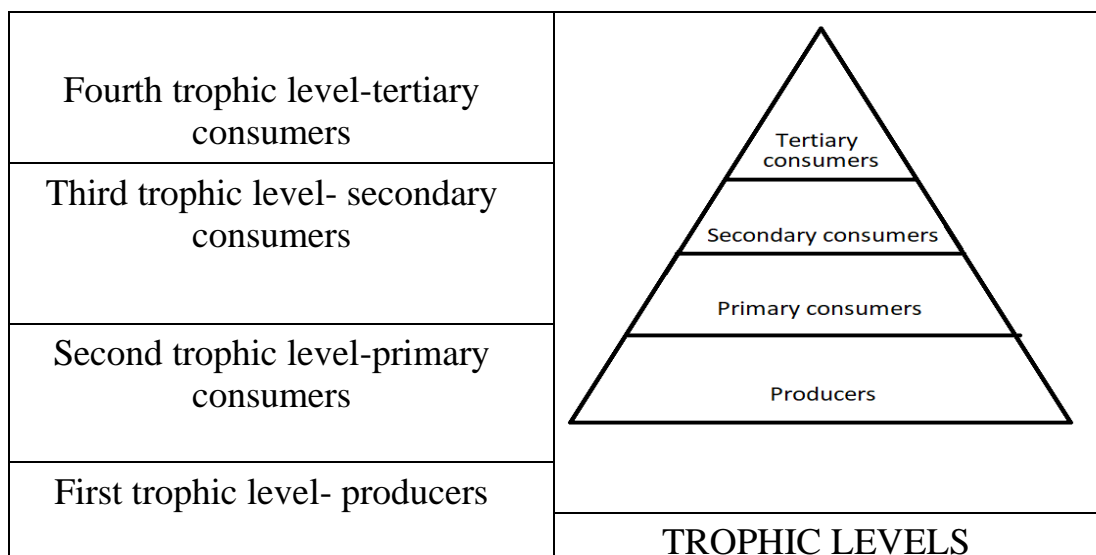 Fourth trophic level-tertiary
consumers
Third trophic level- secondary
consumers
Second trophic level-primary
consumers
First trophic level- producers
Tertiary
consumers
Secondary consumers
Primary consumers
Producers
TROPHIC LEVELS